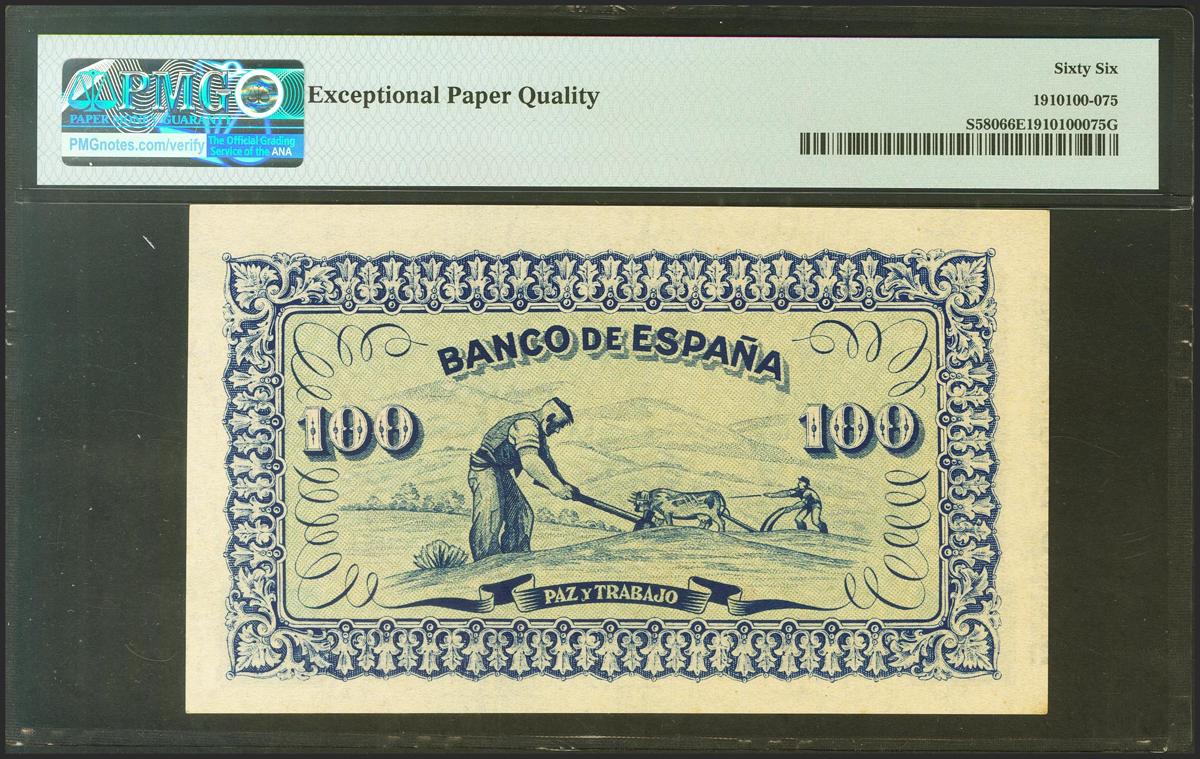 PMG
PAPER MONEY GUARANTY
PMGnotes.com/verify
The Official Grading
Service of the ANA
Exceptional Paper Quality
Sixty Six
1910100-075
S58066E1910100075G
BANCO DE ESPAÑA
100
100
PAZ Y TRABAJO